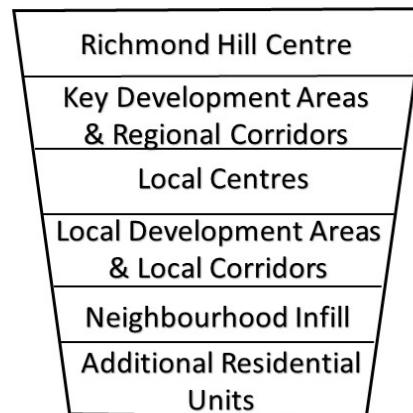 Richmond Hill Centre
Key Development Areas
& Regional Corridors
Local Centres
Local Development Areas
& Local Corridors
Neighbourhood Infill
Additional Residential
Units